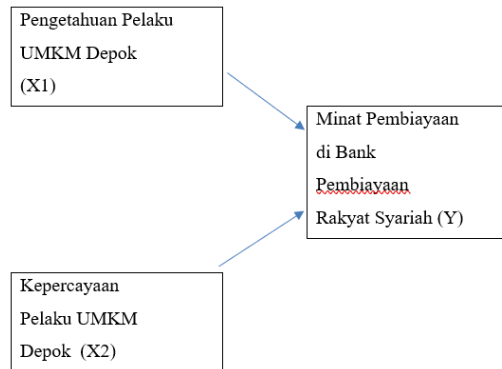 Pengetahuan Pelaku
UMKM Depok
(X1)
Minat Pembiayaan
di Bank
Pembiayaan
Rakyat Syariah (Y)
Kepercayaan
Pelaku UMKM
Depok (X2)